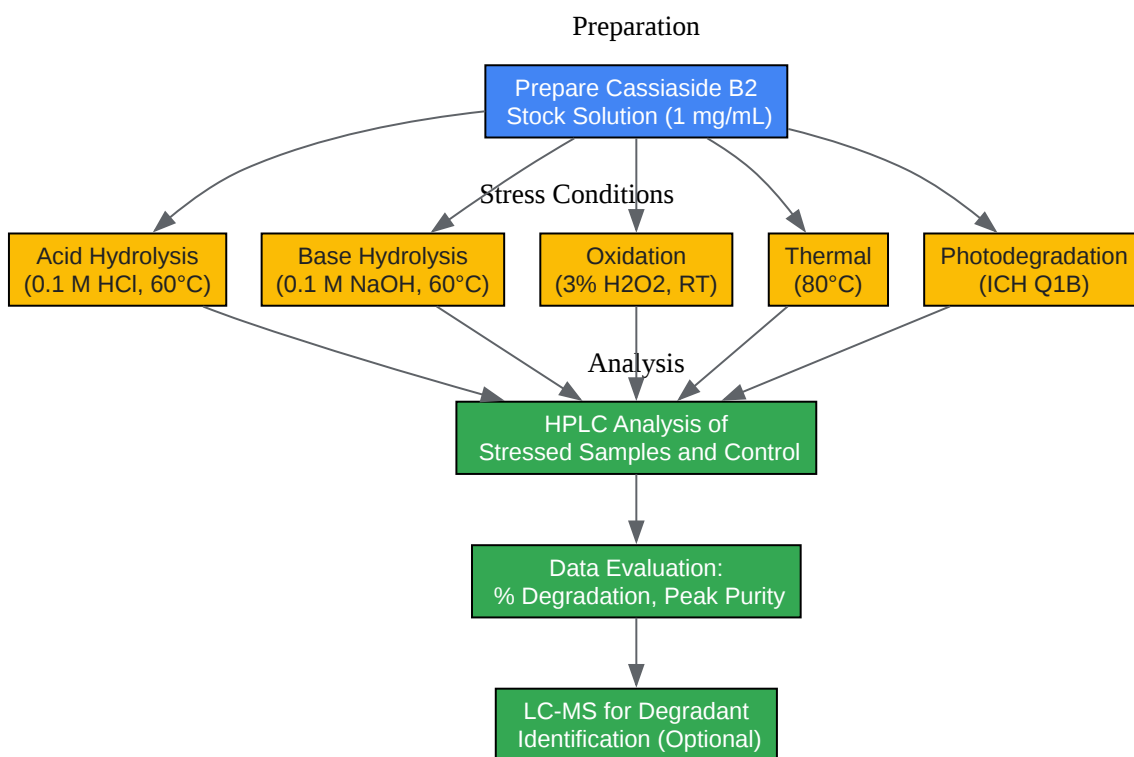 Preparation
Prepare Cassiaside B2
Stock Solution (1 mg/mL)
Stress Conditions
Acid Hydrolysis
(0.1 M HCl, 60°C)
Base Hydrolysis
(0.1 M NaOH, 60°C)
Oxidation
(3% H2O2, RT)
Thermal
(80°C)
Photodegradation
(ICH Q1B)
Analysis
HPLC Analysis of
Stressed Samples and Control
Data Evaluation:
% Degradation, Peak Purity
LC-MS for Degradant
Identification (Optional)